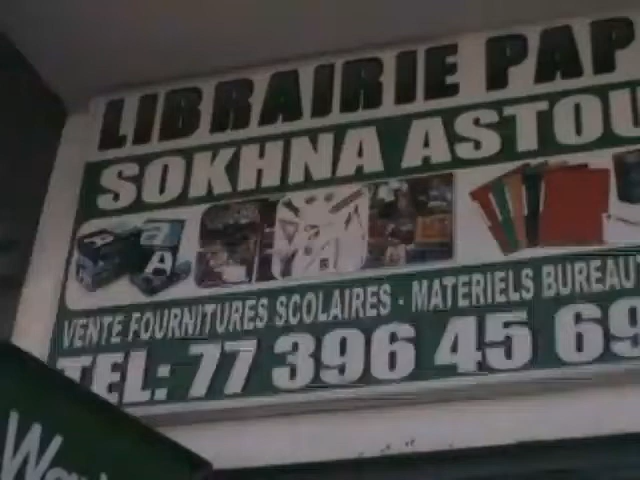 LIBRAIRIE PAP
SOKHNA ASTOU
VENTE FOURNITURES SCOLAIRES - MATERIELS BUREAU
TEL: 77 396 45 69